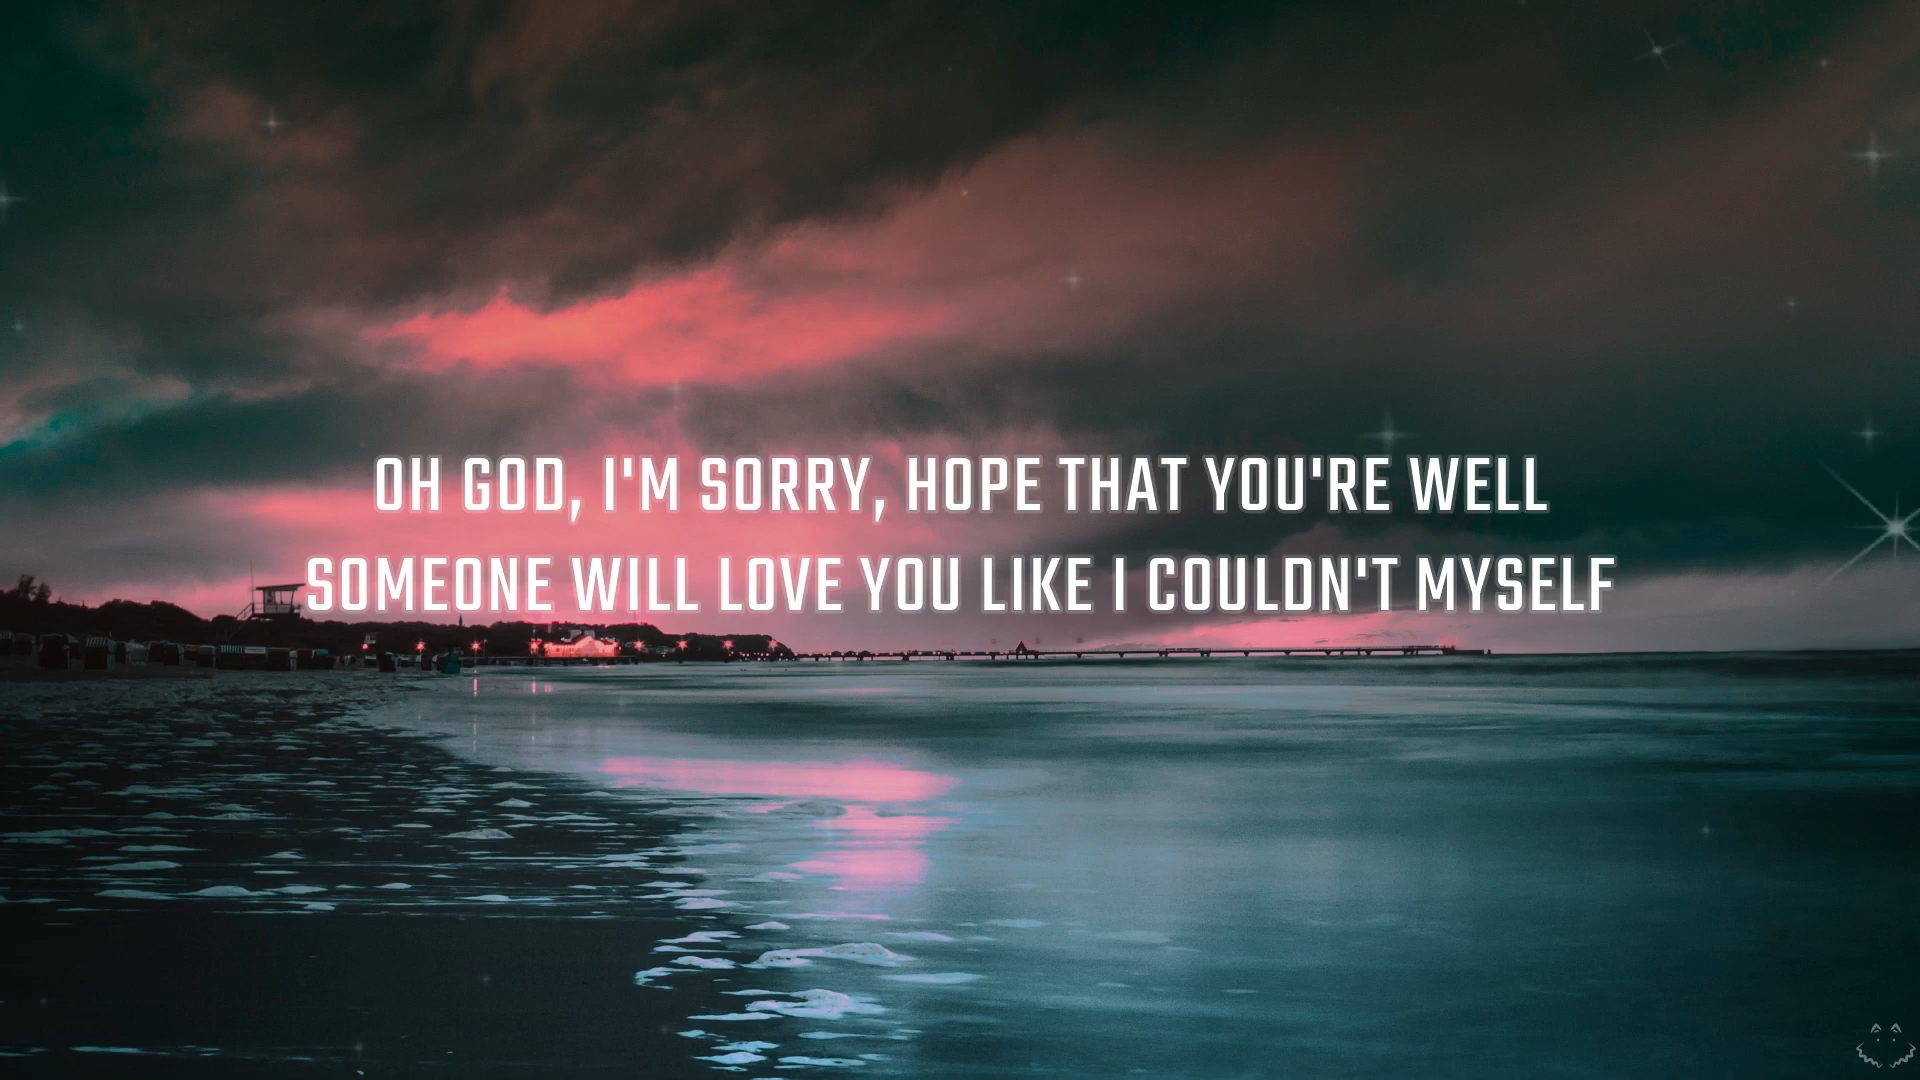 OH GOD, I'M SORRY, HOPE THAT YOU'RE WELL
SOMEONE WILL LOVE YOU LIKE I COULDN'T MYSELF